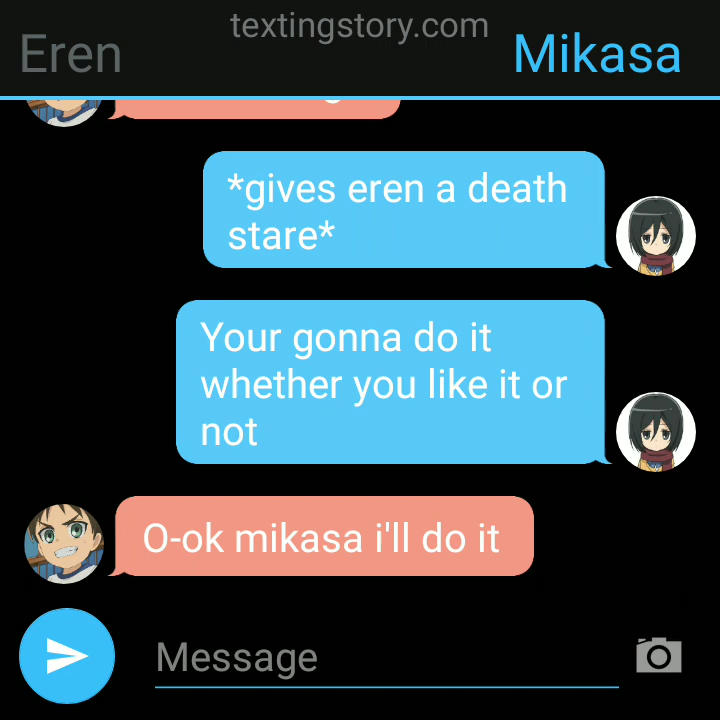 textingstory.com
Eren
Mikasa
*gives eren a death
stare*
Your gonna do it
whether you like it or
not
O-ok mikasa i'll do it
Message